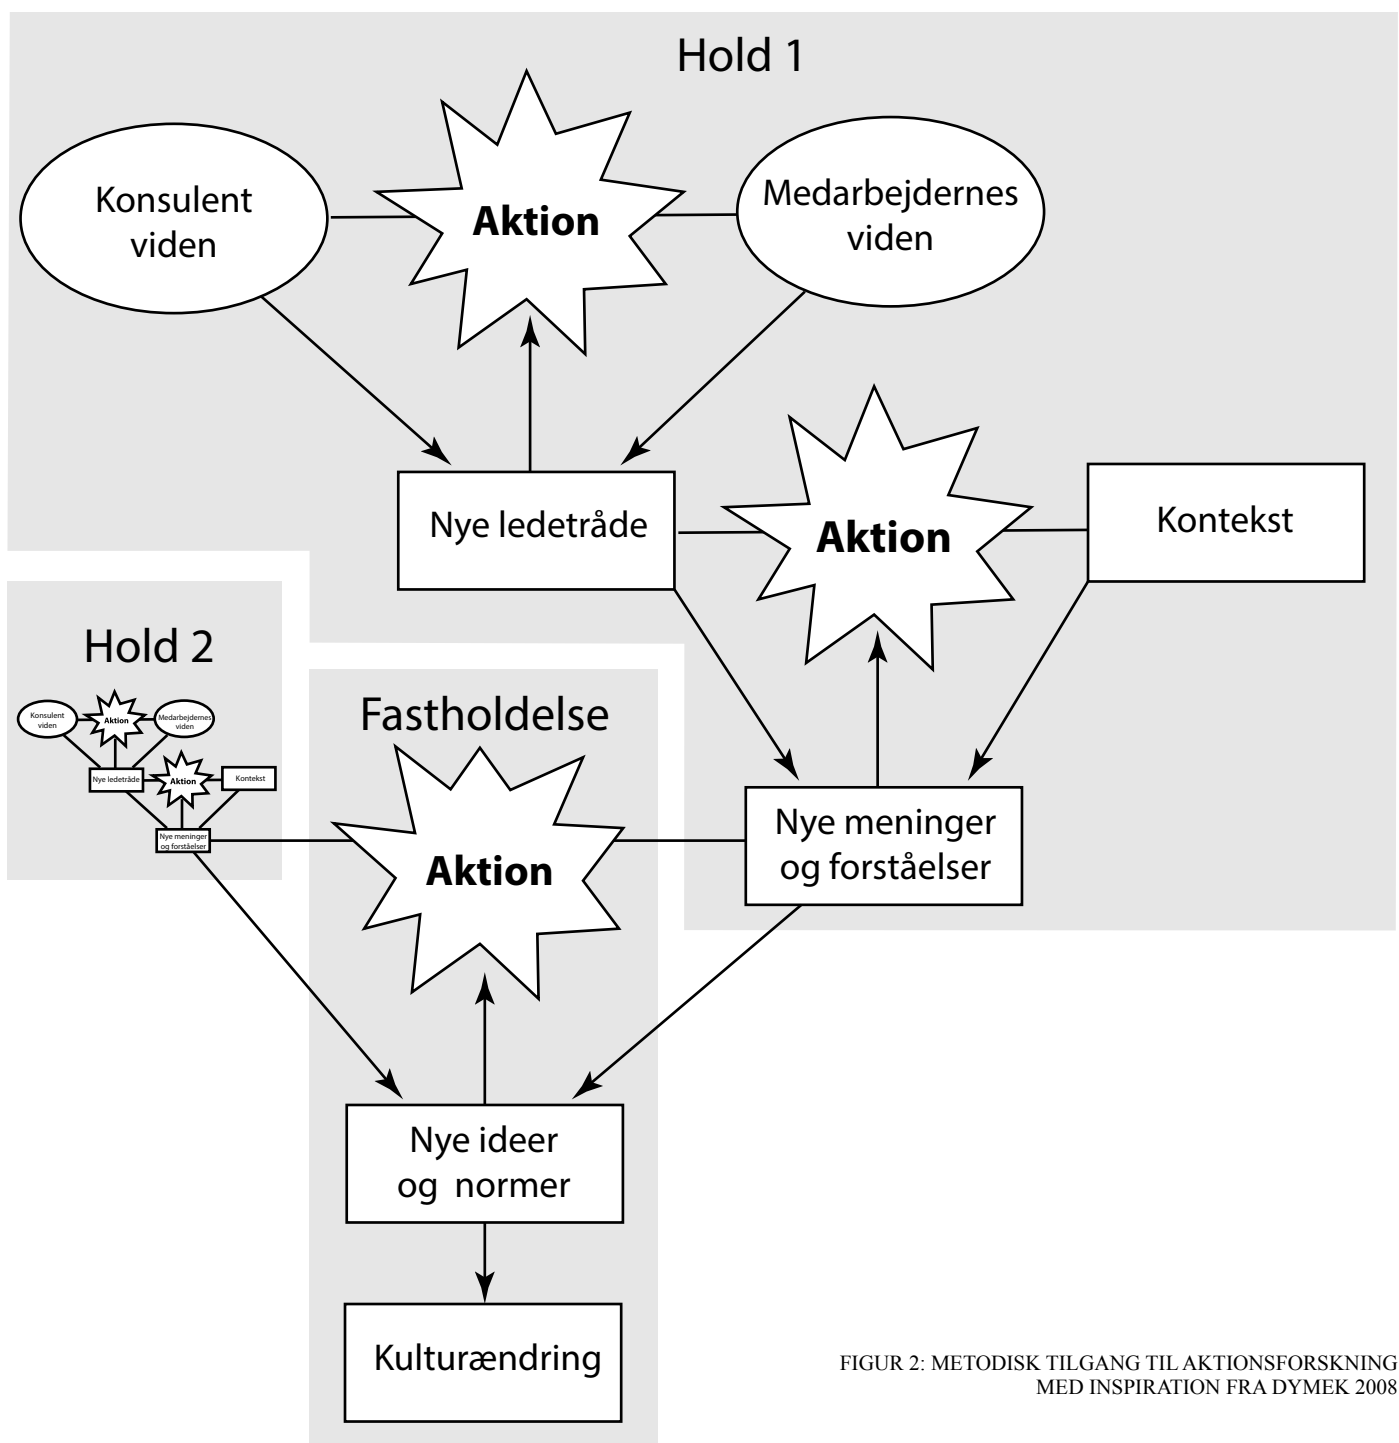 Hold 1
Konsulent
viden
Aktion
Medarbejdernes
viden
Nye ledetråde
Aktion
Kontekst
Hold 2
Konsulent
viden
Aktion
Medarbejdernes
viden
Nye ledetråde
Aktion
Kontekst
Nye meninger
og forståelser
Fastholdelse
Aktion
Nye meninger
og forståelser
Nye ideer
og normer
Kulturændring
FIGUR 2: METODISK TILGANG TIL AKTIONSFORSKNING
MED INSPIRATION FRA DYMEK 2008